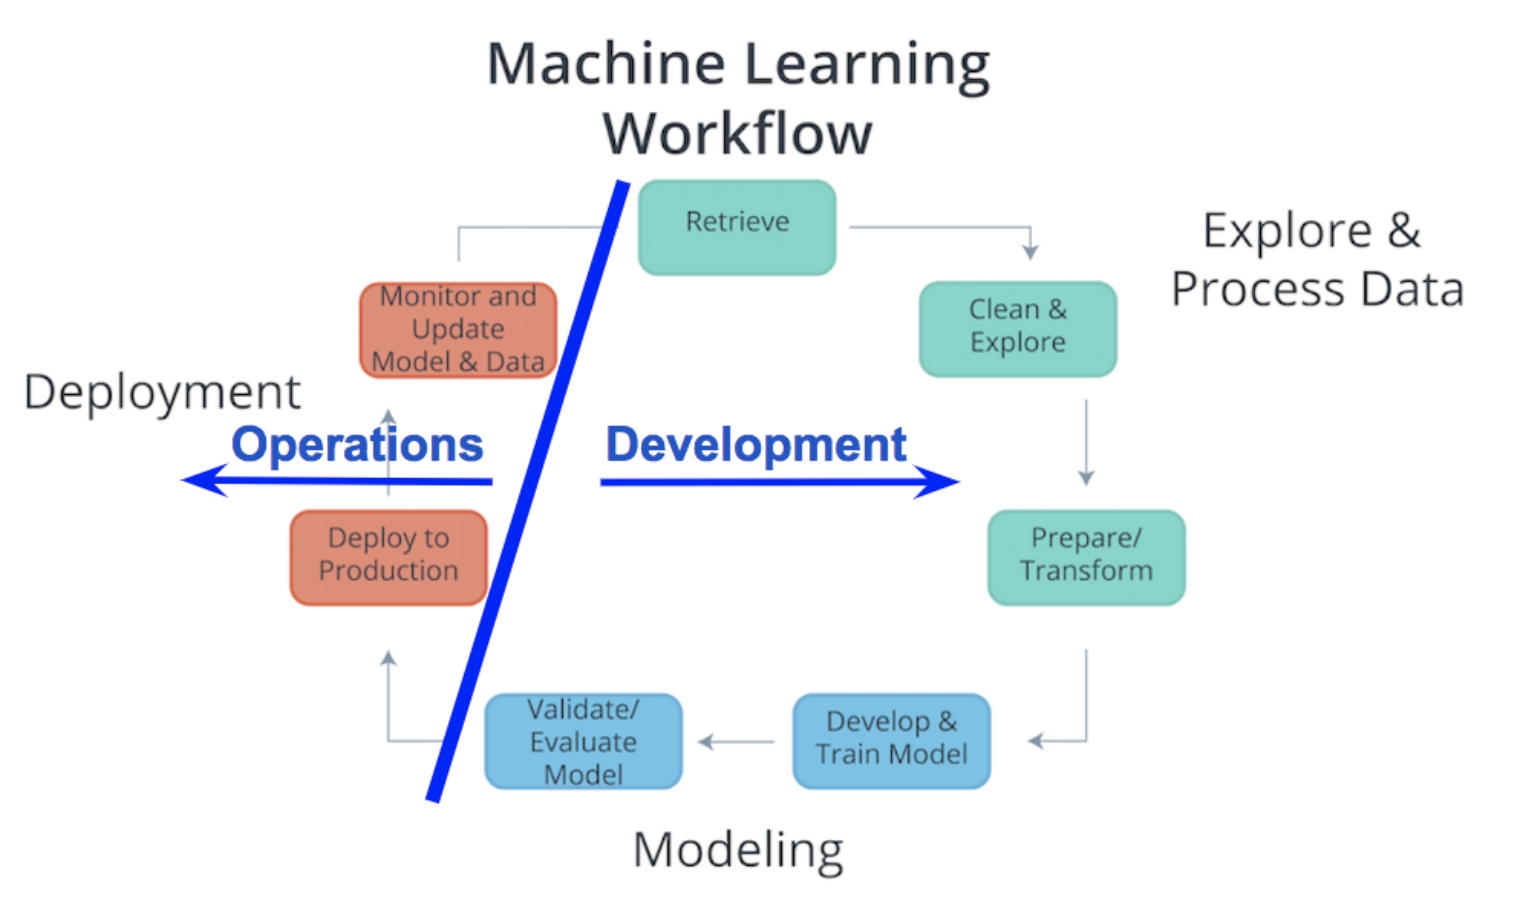 Machine Learning
Workflow
Retrieve
Explore &
Process Data
Clean &
Explore
Monitor and
Update
Model & Data
Deployment
Operations
Development
Deploy to
Production
Prepare/
Transform
Validate/
Evaluate
Model
Develop &
Train Model
Modeling